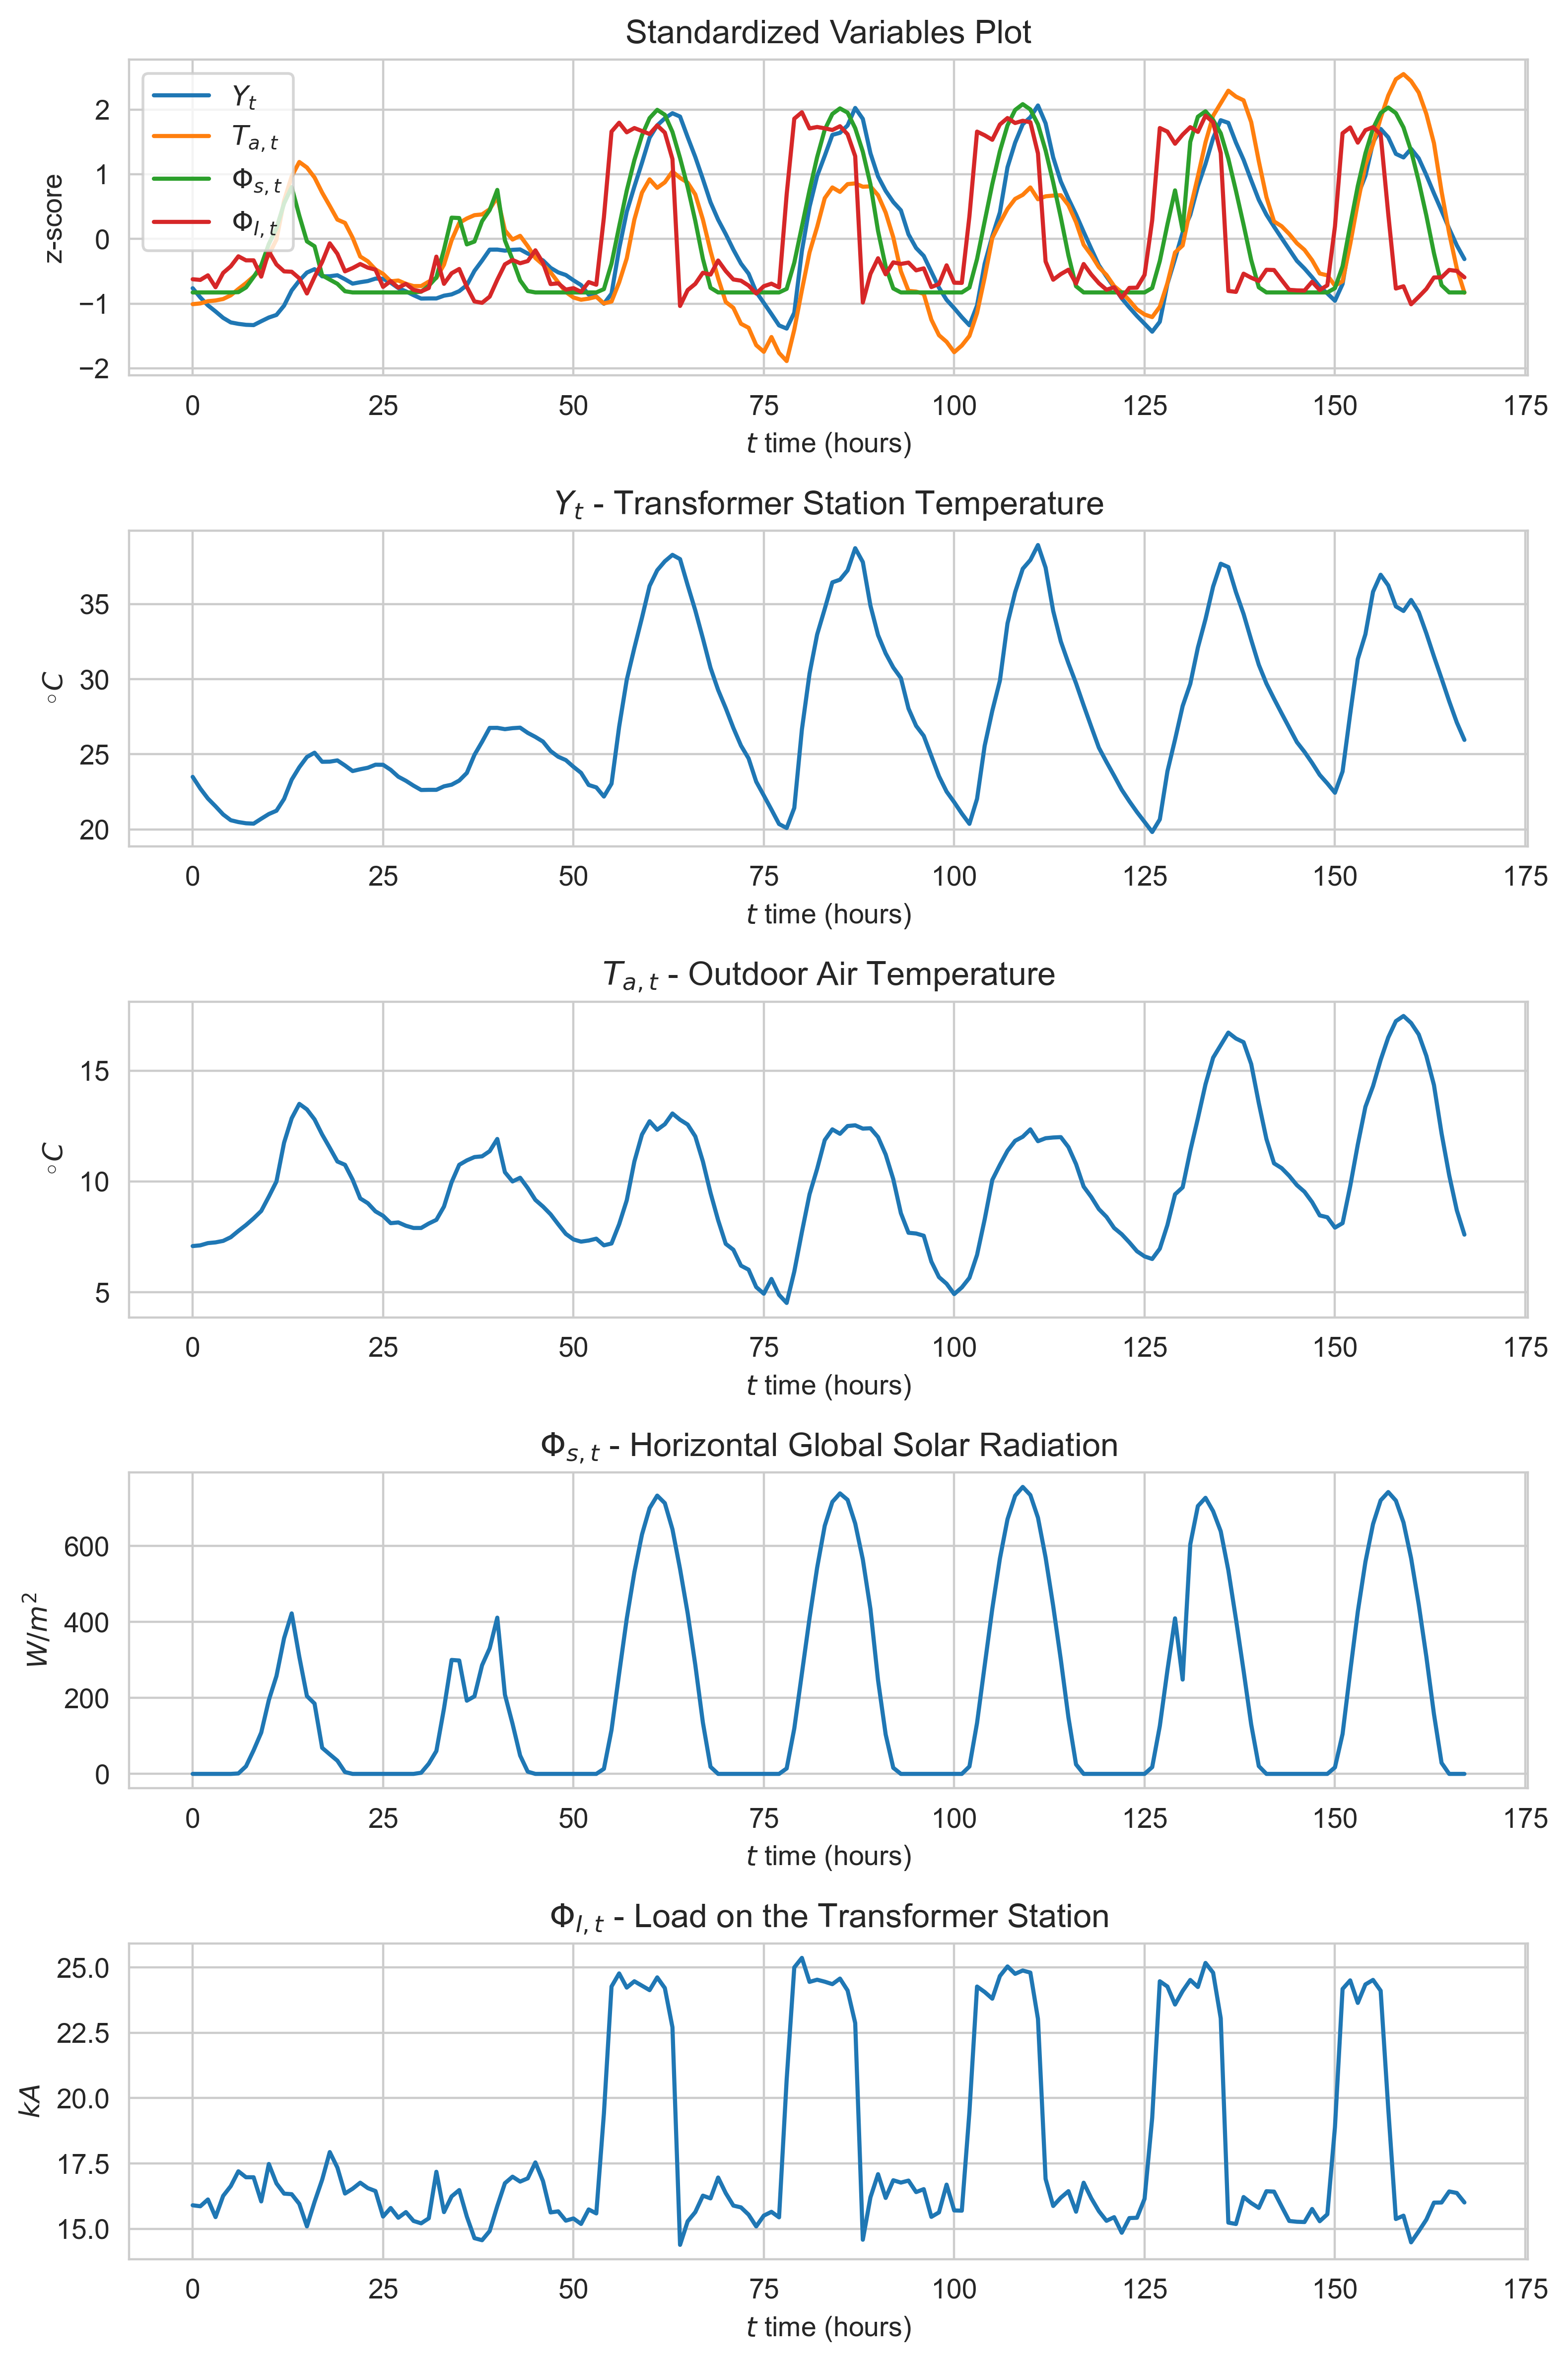 Standardized Variables Plot
z-score
2
1
0
−1
−2
Y_t
T_{a,t}
Φ_{s,t}
Φ_{l,t}
0 25 50 75 100 125 150 175
t time (hours)
Y_t - Transformer Station Temperature
°C
35
30
25
20
0 25 50 75 100 125 150 175
t time (hours)
T_{a,t} - Outdoor Air Temperature
°C
15
10
5
0 25 50 75 100 125 150 175
t time (hours)
Φ_{s,t} - Horizontal Global Solar Radiation
W/m²
600
400
200
0
0 25 50 75 100 125 150 175
t time (hours)
Φ_{l,t} - Load on the Transformer Station
kA
25.0
22.5
20.0
17.5
15.0
0 25 50 75 100 125 150 175
t time (hours)